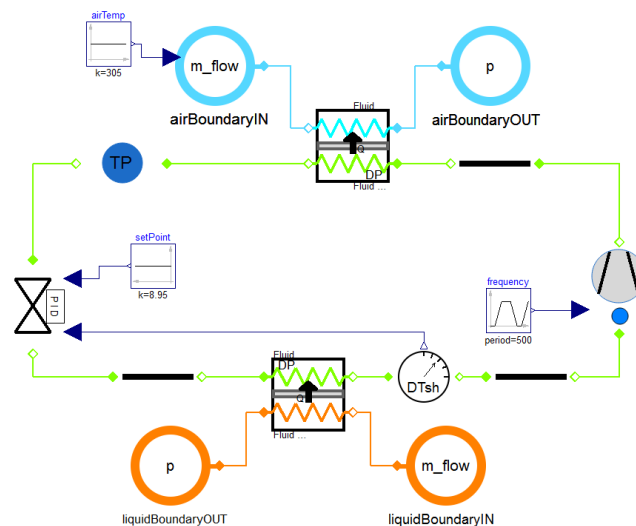 airTemp
k=305
m_flow
airBoundaryIN
p
airBoundaryOUT
Fluid
Q
DP
Fluid ...
TP
setPoint
k=8.95
PID
frequency
period=500
Fluid
DP
Q
Fluid ...
DTsh
p
liquidBoundaryOUT
m_flow
liquidBoundaryIN